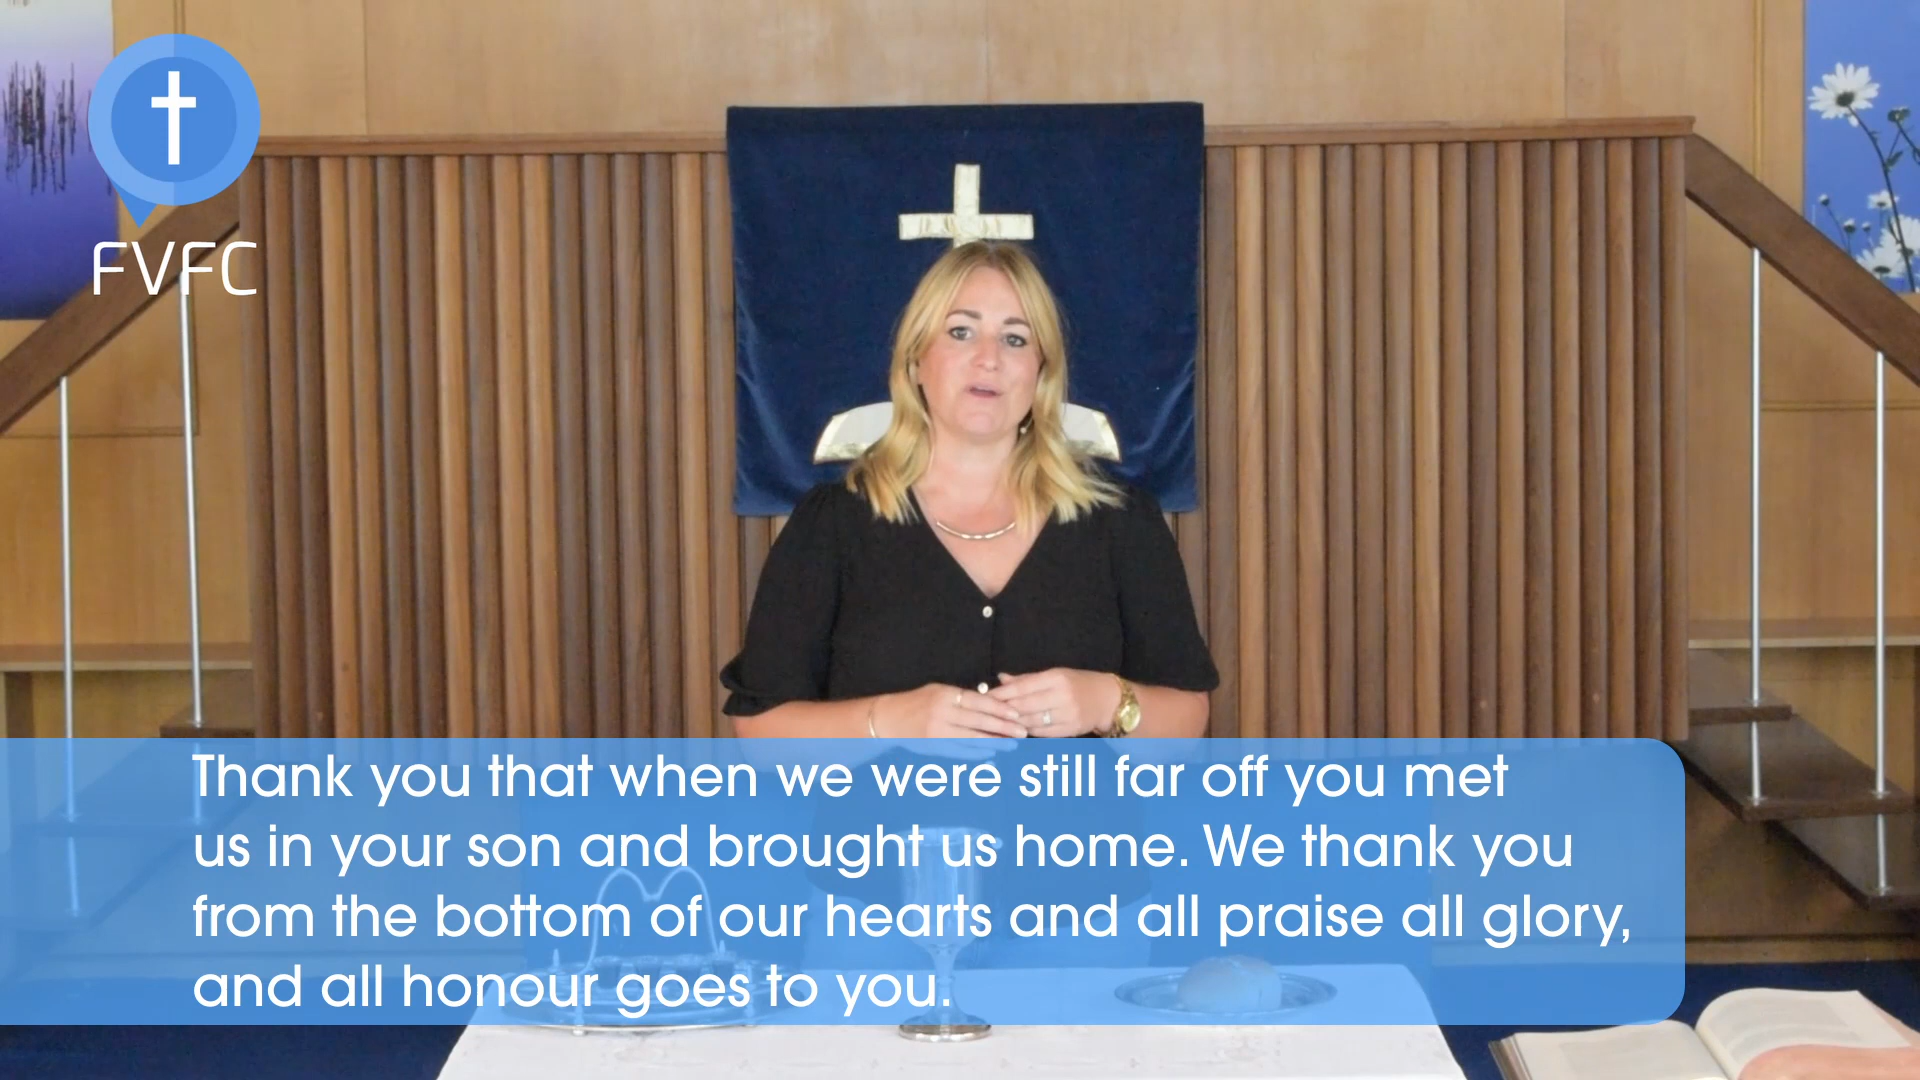 FVFC
Thank you that when we were still far off you met
us in your son and brought us home. We thank you
from the bottom of our hearts and all praise all glory,
and all honour goes to you.